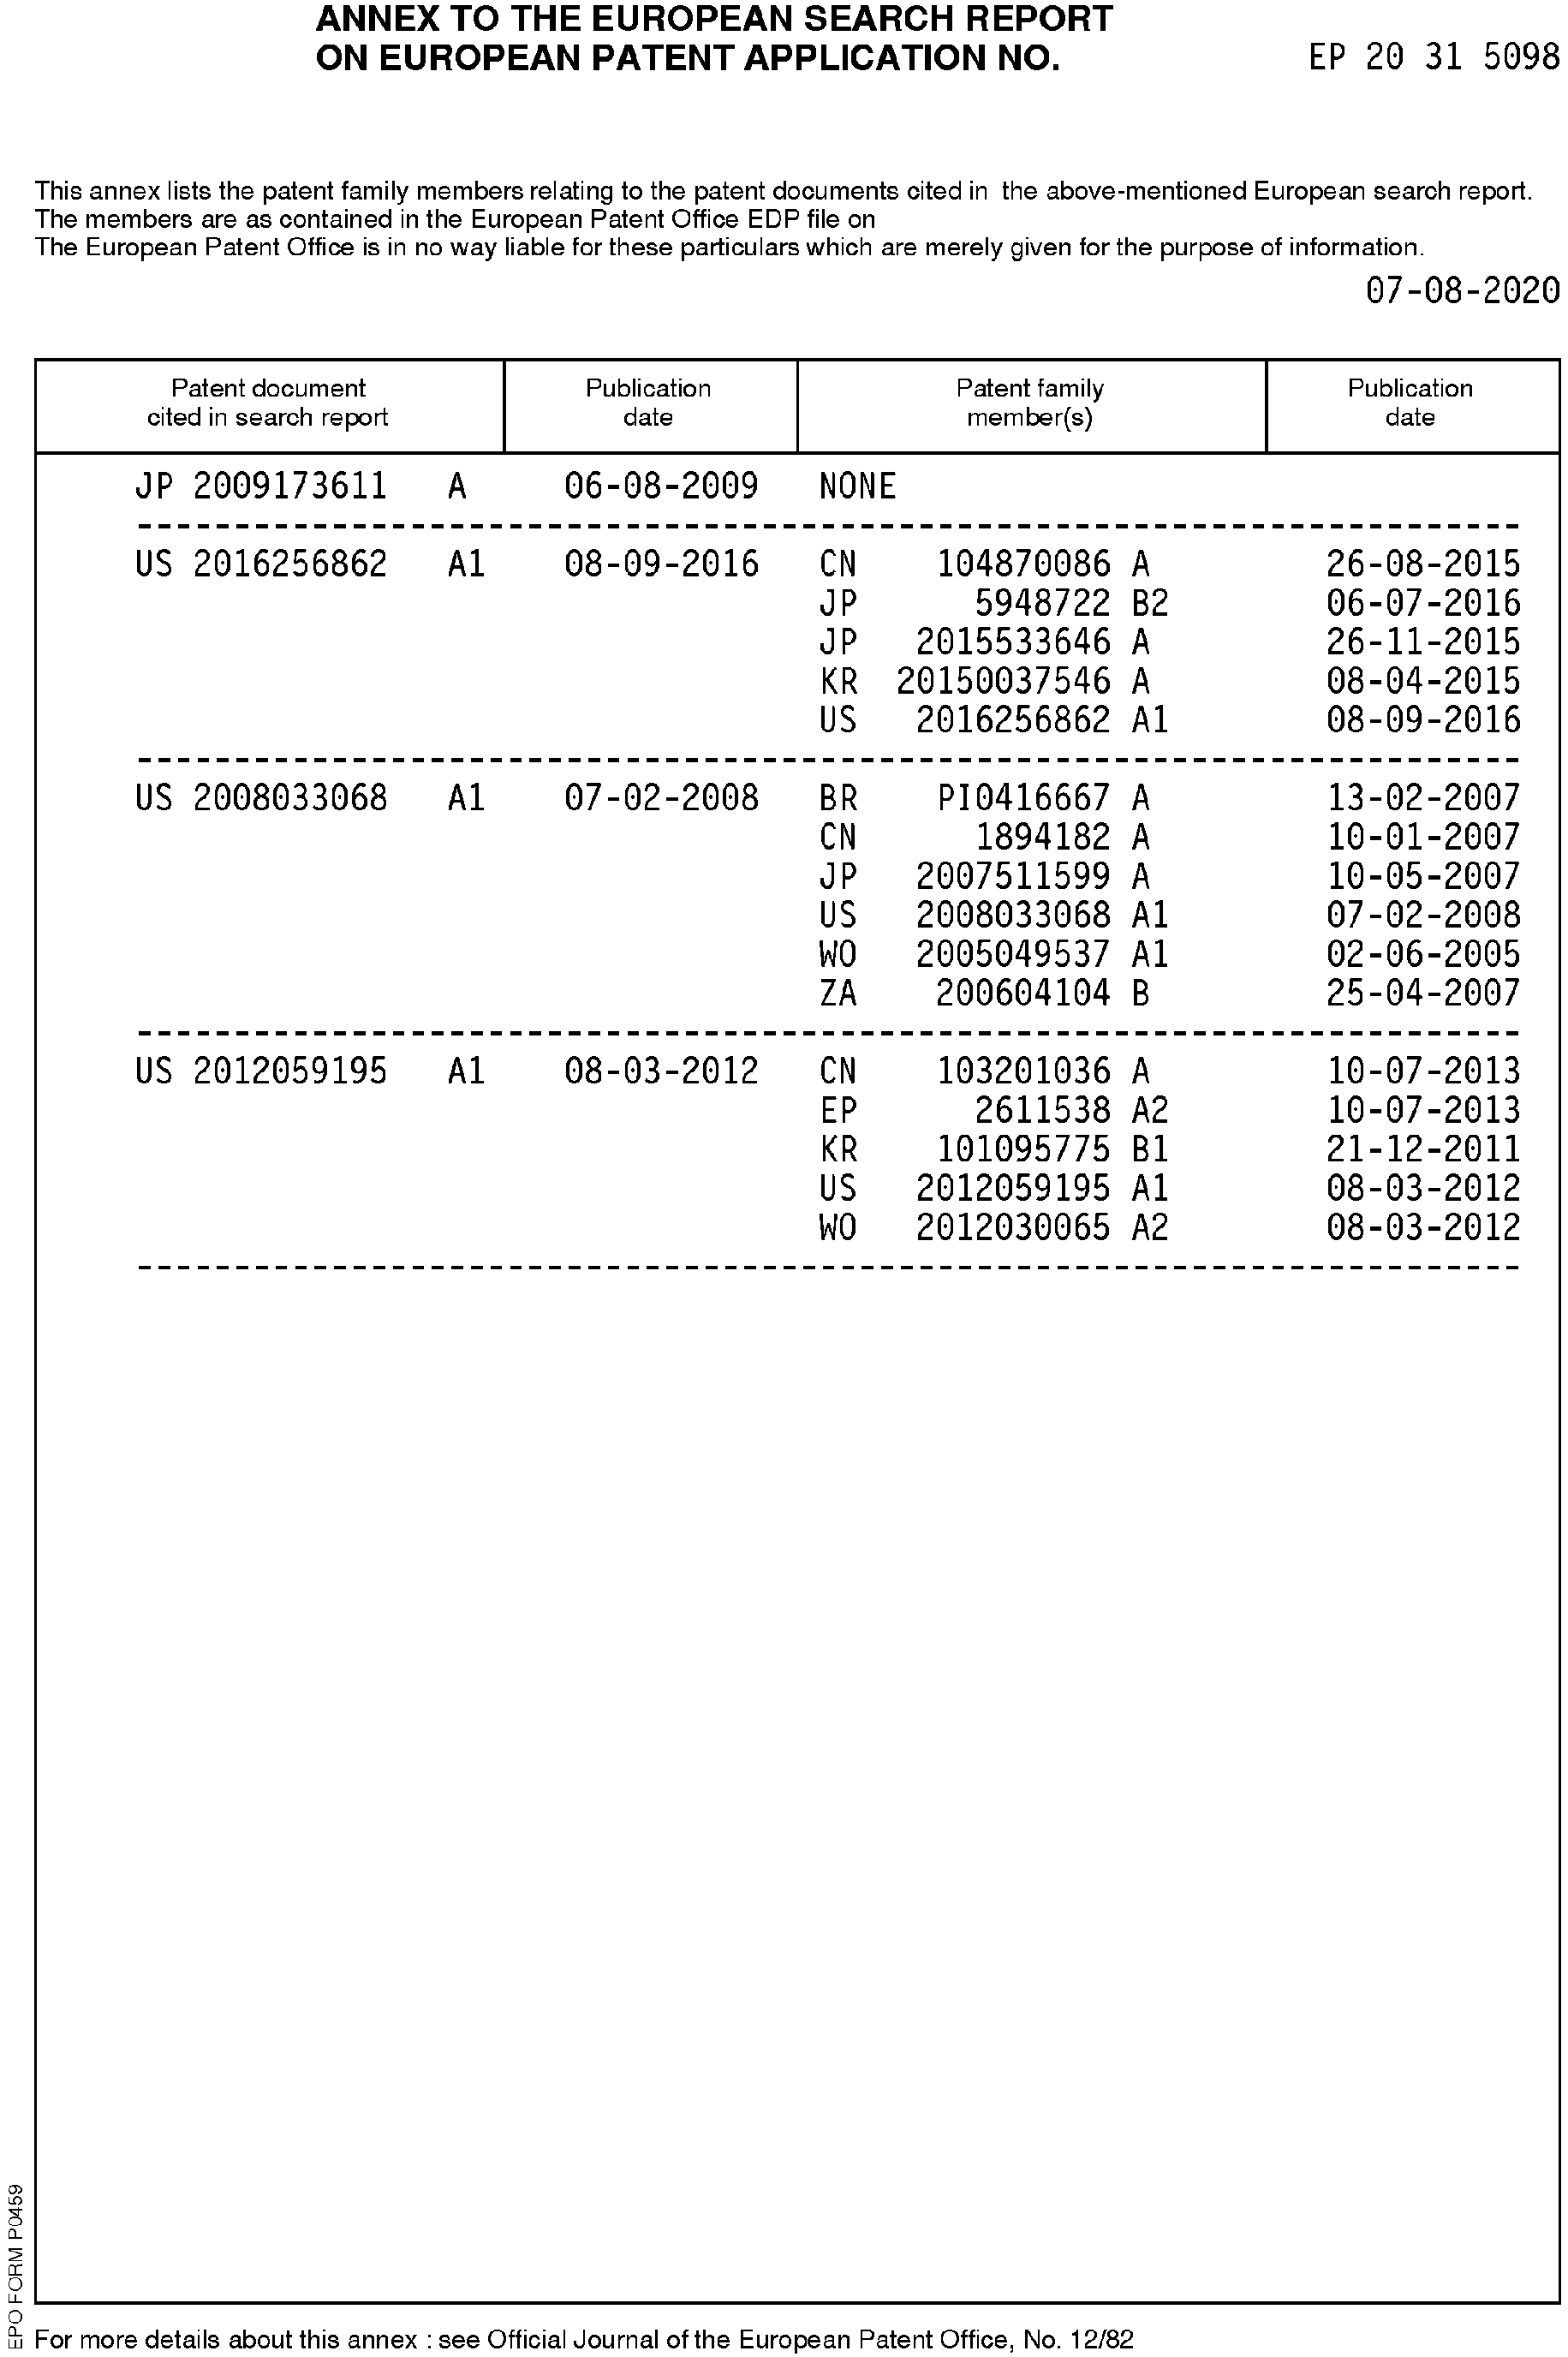 ANNEX TO THE EUROPEAN SEARCH REPORT
ON EUROPEAN PATENT APPLICATION NO. EP 20 31 5098
This annex lists the patent family members relating to the patent documents cited in the above-mentioned European search report.
The members are as contained in the European Patent Office EDP file on
The European Patent Office is in no way liable for these particulars which are merely given for the purpose of information.
07-08-2020
Patent document cited in search report Publication date Patent family member(s) Publication date
JP 2009173611 A 06-08-2009 NONE
US 2016256862 A1 08-09-2016 CN 104870086 A 26-08-2015
JP 5948722 B2 06-07-2016
JP 2015533646 A 26-11-2015
KR 20150037546 A 08-04-2015
US 2016256862 A1 08-09-2016
US 2008033068 A1 07-02-2008 BR PI0416667 A 13-02-2007
CN 1894182 A 10-01-2007
JP 2007511599 A 10-05-2007
US 2008033068 A1 07-02-2008
WO 2005049537 A1 02-06-2005
ZA 200604104 B 25-04-2007
US 2012059195 A1 08-03-2012 CN 103201036 A 10-07-2013
EP 2611538 A2 10-07-2013
KR 101095775 B1 21-12-2011
US 2012059195 A1 08-03-2012
WO 2012030065 A2 08-03-2012
EPO FORM P0459
For more details about this annex : see Official Journal of the European Patent Office, No. 12/82